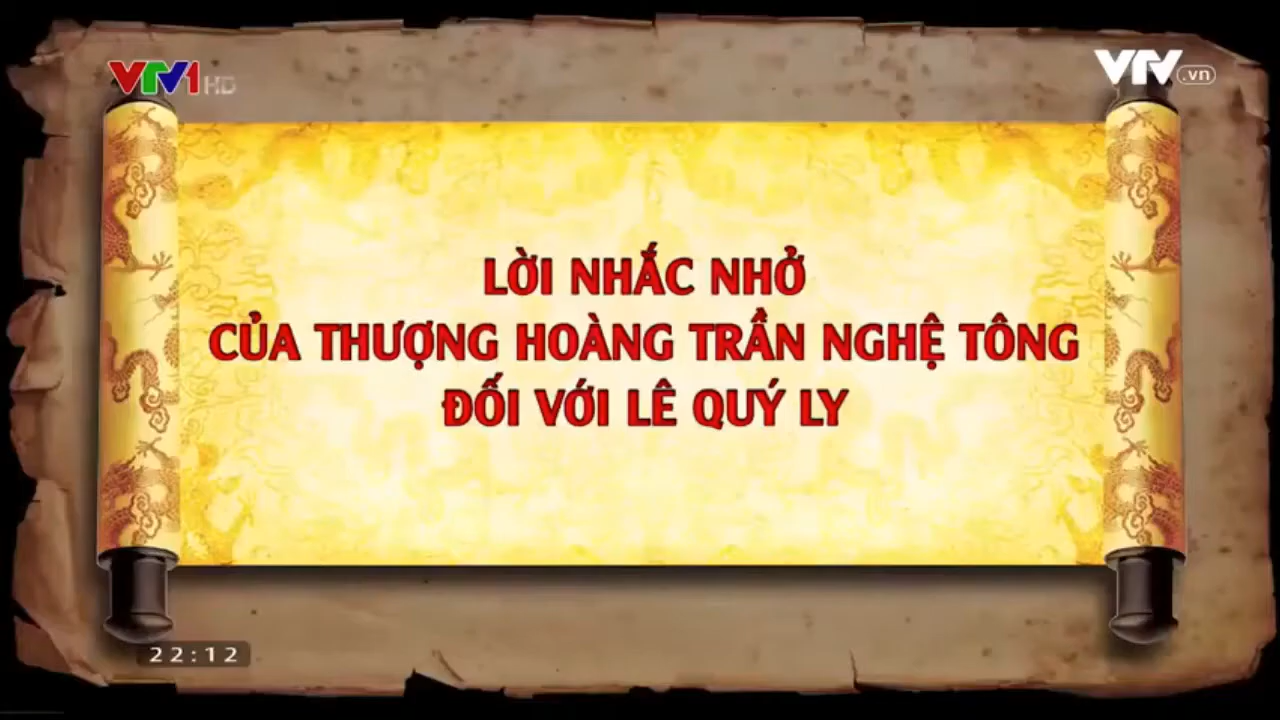 VTV1 HD
VTV.vn
LỜI NHẮC NHỞ
CỦA THƯỢNG HOÀNG TRẦN NGHỆ TÔNG
ĐỐI VỚI LÊ QUÝ LY
22:12